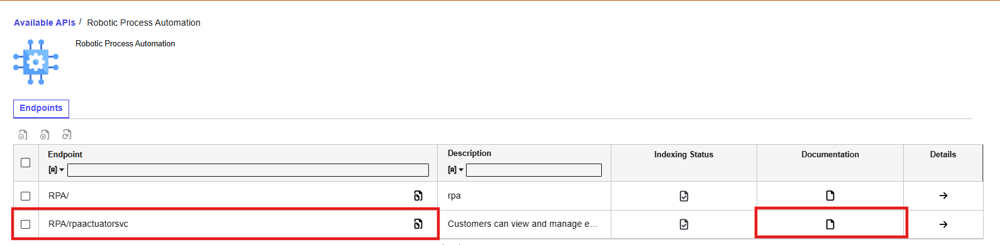 Available APIs / Robotic Process Automation
Robotic Process Automation
Endpoints
Endpoint Description Indexing Status Documentation Details
[A] [A]
RPA/ rpa
RPA/rpaactuatorsvc Customers can view and manage e...